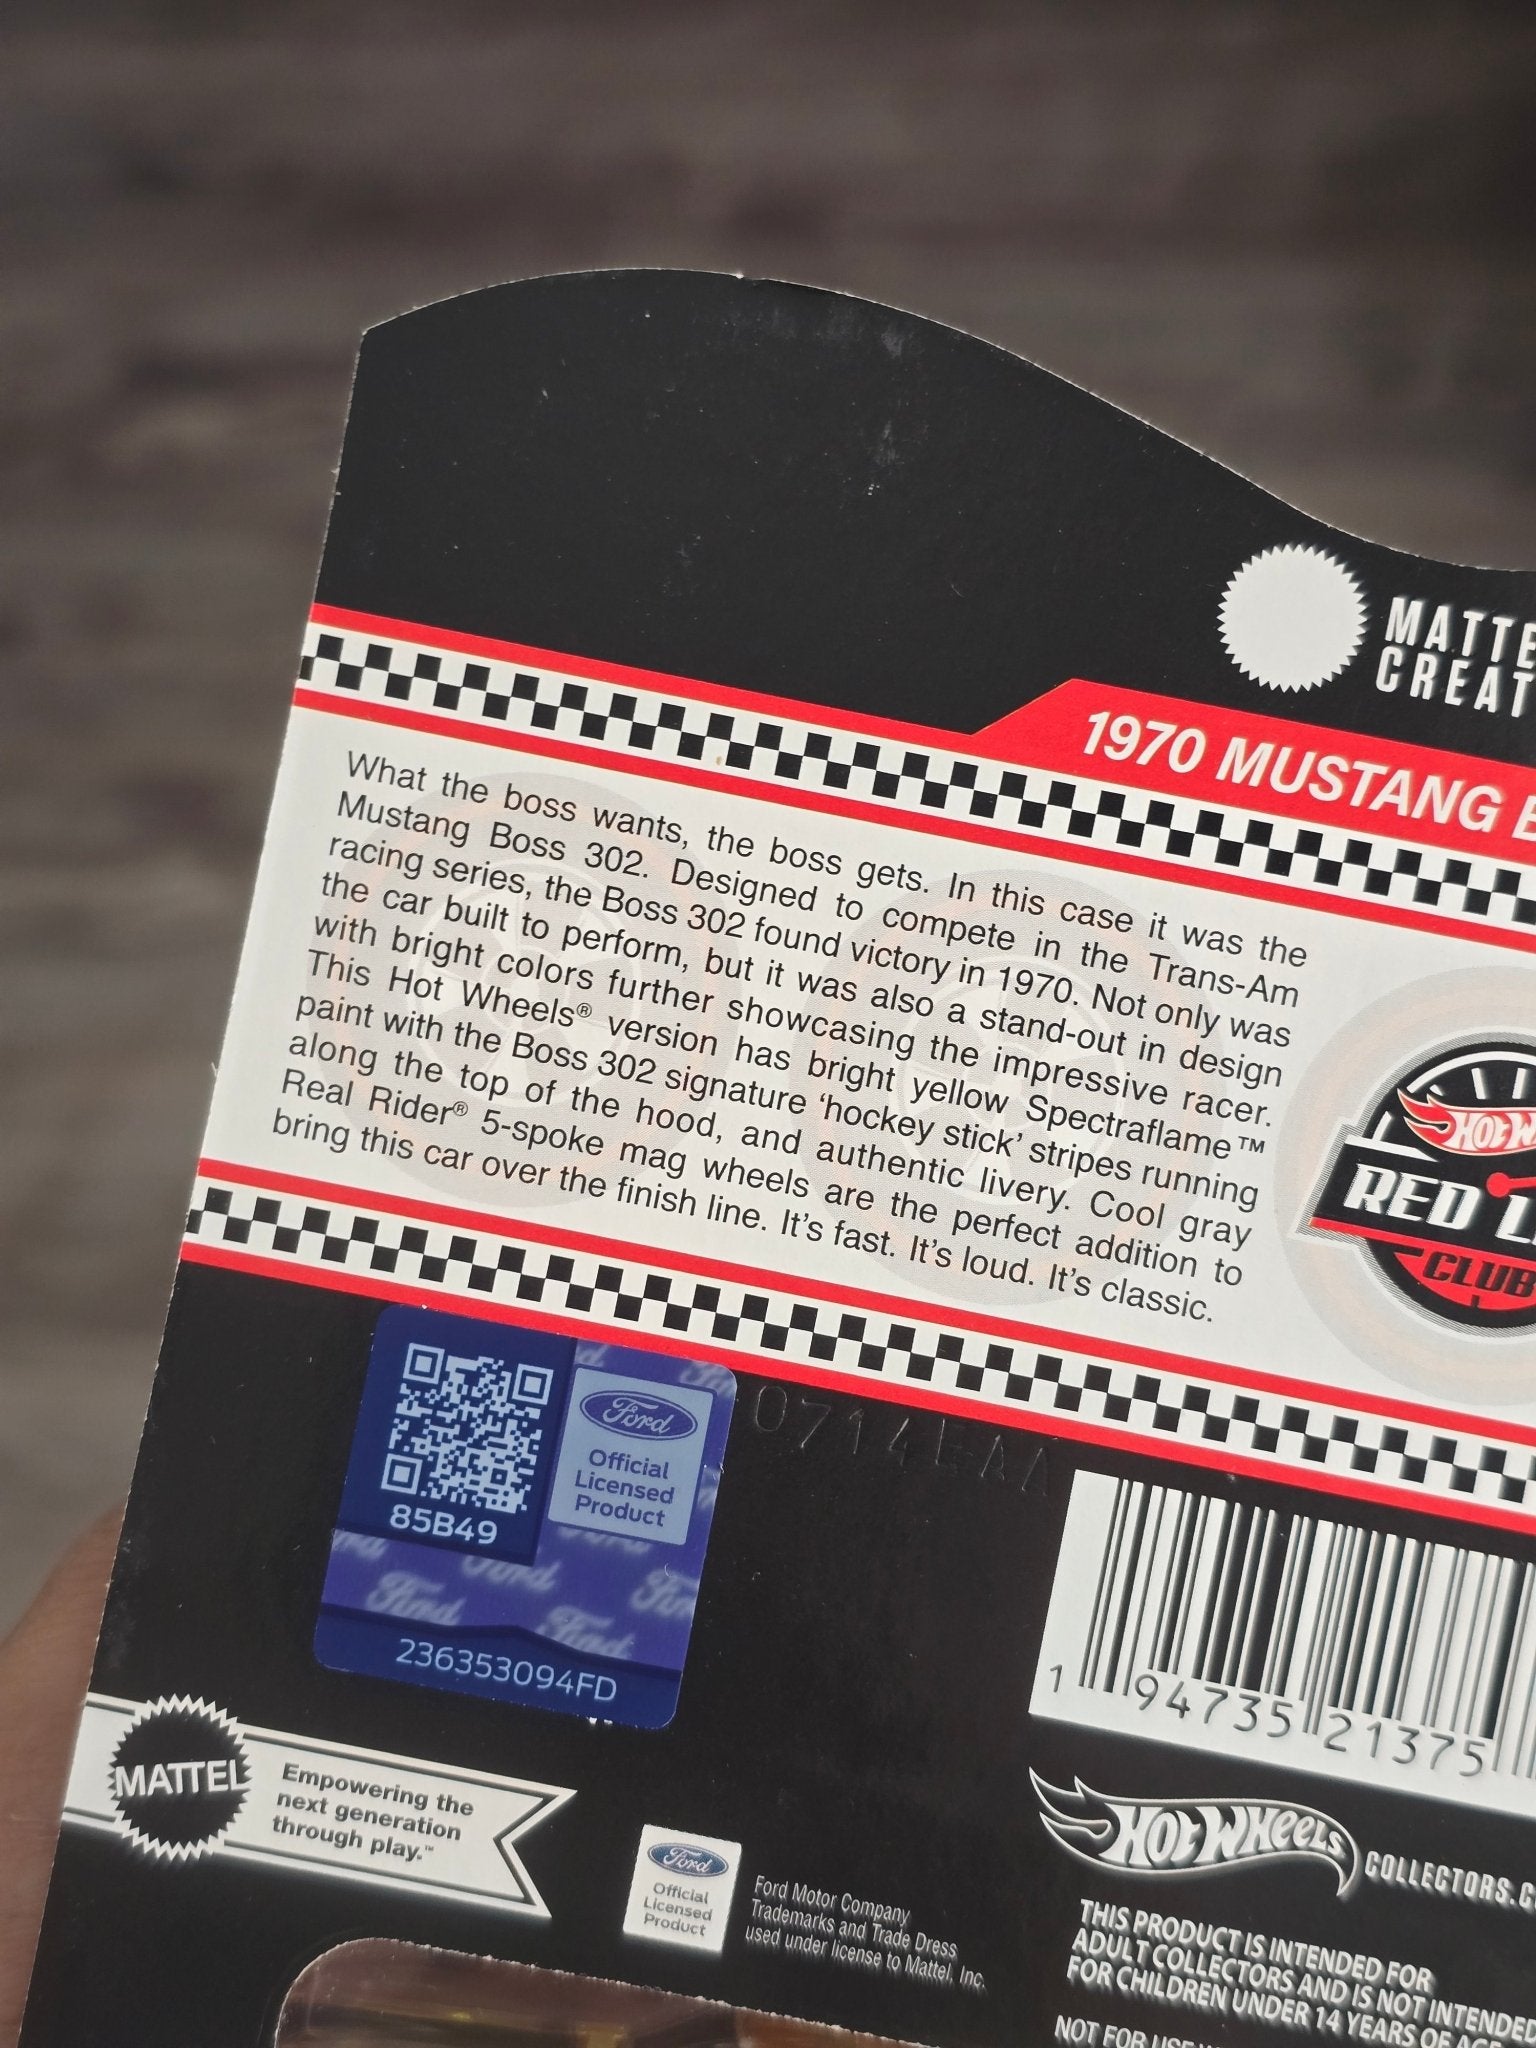 MATTE
CREAT
1970 MUSTANG B
What the boss wants, the boss gets. In this case it was the
Mustang Boss 302. Designed to compete in the Trans-Am
racing series, the Boss 302 found victory in 1970. Not only was
the car built to perform, but it was also a stand-out in design
with bright colors further showcasing the impressive racer.
This Hot Wheels® version has bright yellow Spectraflame™
paint with the Boss 302 signature ‘hockey stick’ stripes running
along the top of the hood, and authentic livery. Cool gray
Real Rider® 5-spoke mag wheels are the perfect addition to
bring this car over the finish line. It’s fast. It’s loud. It’s classic.
HOT W
RED L
CLUB
Ford
Official
Licensed
Product
85B49
236353094FD
1 94735 21375
MATTEL
Empowering the
next generation
through play.™
Ford
Official
Licensed
Product
Ford Motor Company
Trademarks and Trade Dress
used under license to Mattel, Inc.
HOT WHEELS COLLECTORS.C
THIS PRODUCT IS INTENDED FOR
ADULT COLLECTORS AND IS NOT INTENDED
FOR CHILDREN UNDER 14 YEARS OF AGE
NOT FOR USE